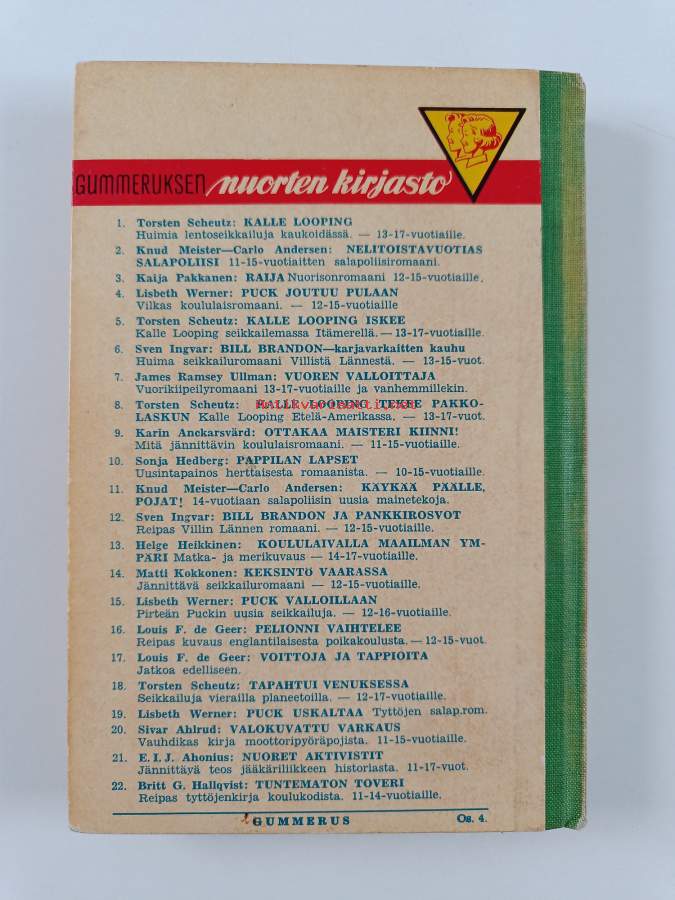 GUMMERUKSEN nuorten kirjasto
1. Torsten Scheutz: KALLE LOOPING
Huimia lentoseikkailuja kaukoidässä. — 13-17-vuotiaille.
2. Knud Meister—Carlo Andersen: NELITOISTAVUOTIAS
SALAPOLIISI 11-15-vuotiaitten salapoliisiromaani.
3. Kaija Pakkanen: RAIJA Nuorisonromaani 12-15-vuotiaille.
4. Lisbeth Werner: PUCK JOUTUU PULAAN
Vilkas koululaisromaani. — 12-15-vuotiaille
5. Torsten Scheutz: KALLE LOOPING ISKEE
Kalle Looping seikkailemassa Itämerellä. — 13-17-vuotiaille.
6. Sven Ingvar: BILL BRANDON—karjavarkaitten kauhu
Huima seikkailuromaani Villistä Lännestä. — 13-15-vuot.
7. James Ramsey Ullman: VUOREN VALLOITTAJA
Vuorikiipeilyromaani 13-17-vuotiaille ja vanhemmillekin.
8. Torsten Scheutz: KALLE LOOPING TEKEE PAKKO-
LASKUN Kalle Looping Etelä-Amerikassa. — 13-17-vuot.
9. Karin Anckarsvärd: OTTAKAA MAISTERI KIINNI!
Mitä jännittävin koululaisromaani. — 11-15-vuotiaille.
10. Sonja Hedberg: PAPPILAN LAPSET
Uusintapainos herttaisesta romaanista. — 10-15-vuotiaille.
11. Knud Meister—Carlo Andersen: KÄYKÄÄ PÄÄLLE,
POJAT! 14-vuotiaan salapoliisin uusia mainetekoja.
12. Sven Ingvar: BILL BRANDON JA PANKKIROSVOT
Reipas Villin Lännen romaani. — 12-15-vuotiaille.
13. Helge Heikkinen: KOULULAIVALLA MAAILMAN YM-
PÄRI Matka- ja merikuvaus — 14-17-vuotiaille.
14. Matti Kokkonen: KEKSINTÖ VAARASSA
Jännittävä seikkailuromaani — 12-15-vuotiaille.
15. Lisbeth Werner: PUCK VALLOILLAAN
Pirteän Puckin uusia seikkailuja. — 12-16-vuotiaille.
16. Louis F. de Geer: PELIONNI VAIHTELEE
Reipas kuvaus englantilaisesta poikakoulusta. — 12-15-vuot.
17. Louis F. de Geer: VOITTOJA JA TAPPIOITA
Jatkoa edelliseen.
18. Torsten Scheutz: TAPAHTUI VENUKSESSA
Seikkailuja vierailla planeetoilla. — 12-17-vuotiaille.
19. Lisbeth Werner: PUCK USKALTAA Tyttöjen salap.rom.
20. Sivar Ahlrud: VALOKUVATTU VARKAUS
Vauhdikas kirja moottoripyöräpojista. 11-15-vuotiaille.
21. E. I. J. Ahonius: NUORET AKTIVISTIT
Jännittävä teos jääkäriliikkeen historiasta. 11-17-vuot.
22. Britt G. Hallqvist: TUNTEMATON TOVERI
Reipas tyttöjenkirja koulukodista. 11-14-vuotiaille.
GUMMERUS Os. 4.